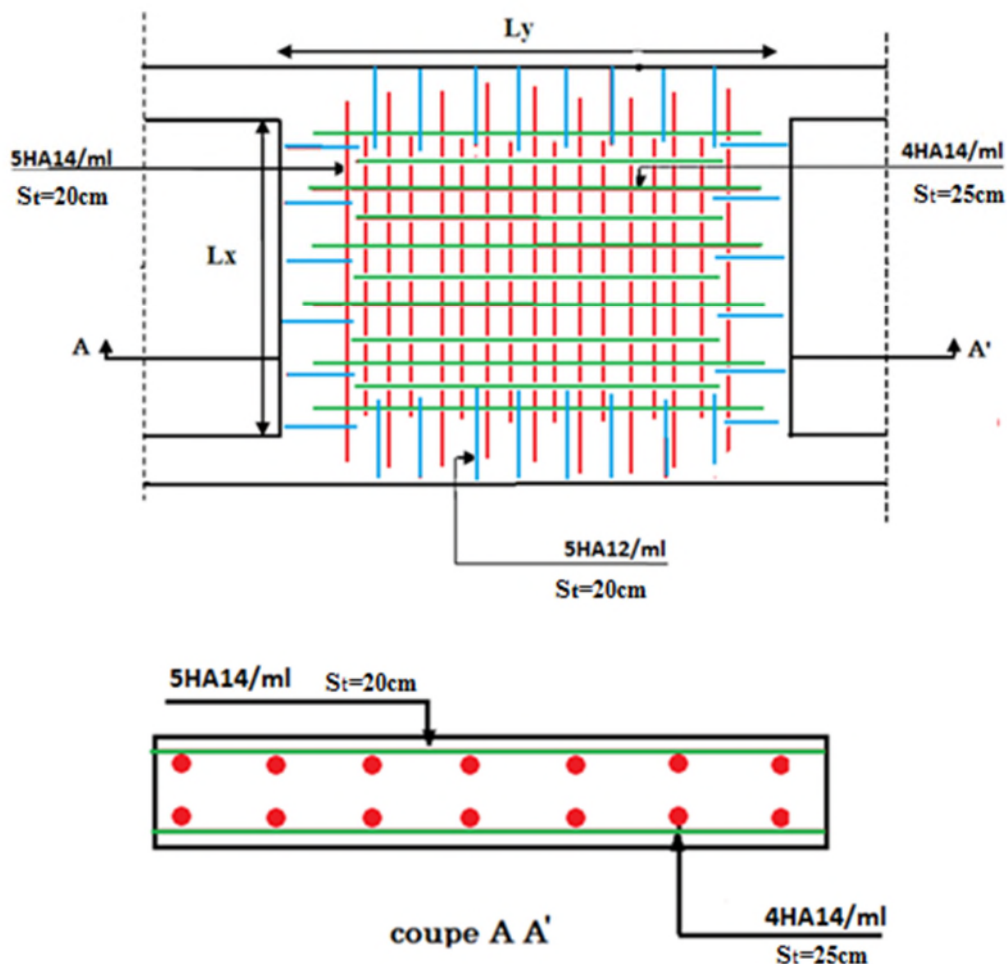 Ly
5HA14/ml
St=20cm
4HA14/ml
St=25cm
Lx
A
A'
5HA12/ml
St=20cm
5HA14/ml St=20cm
4HA14/ml
St=25cm
coupe A A'